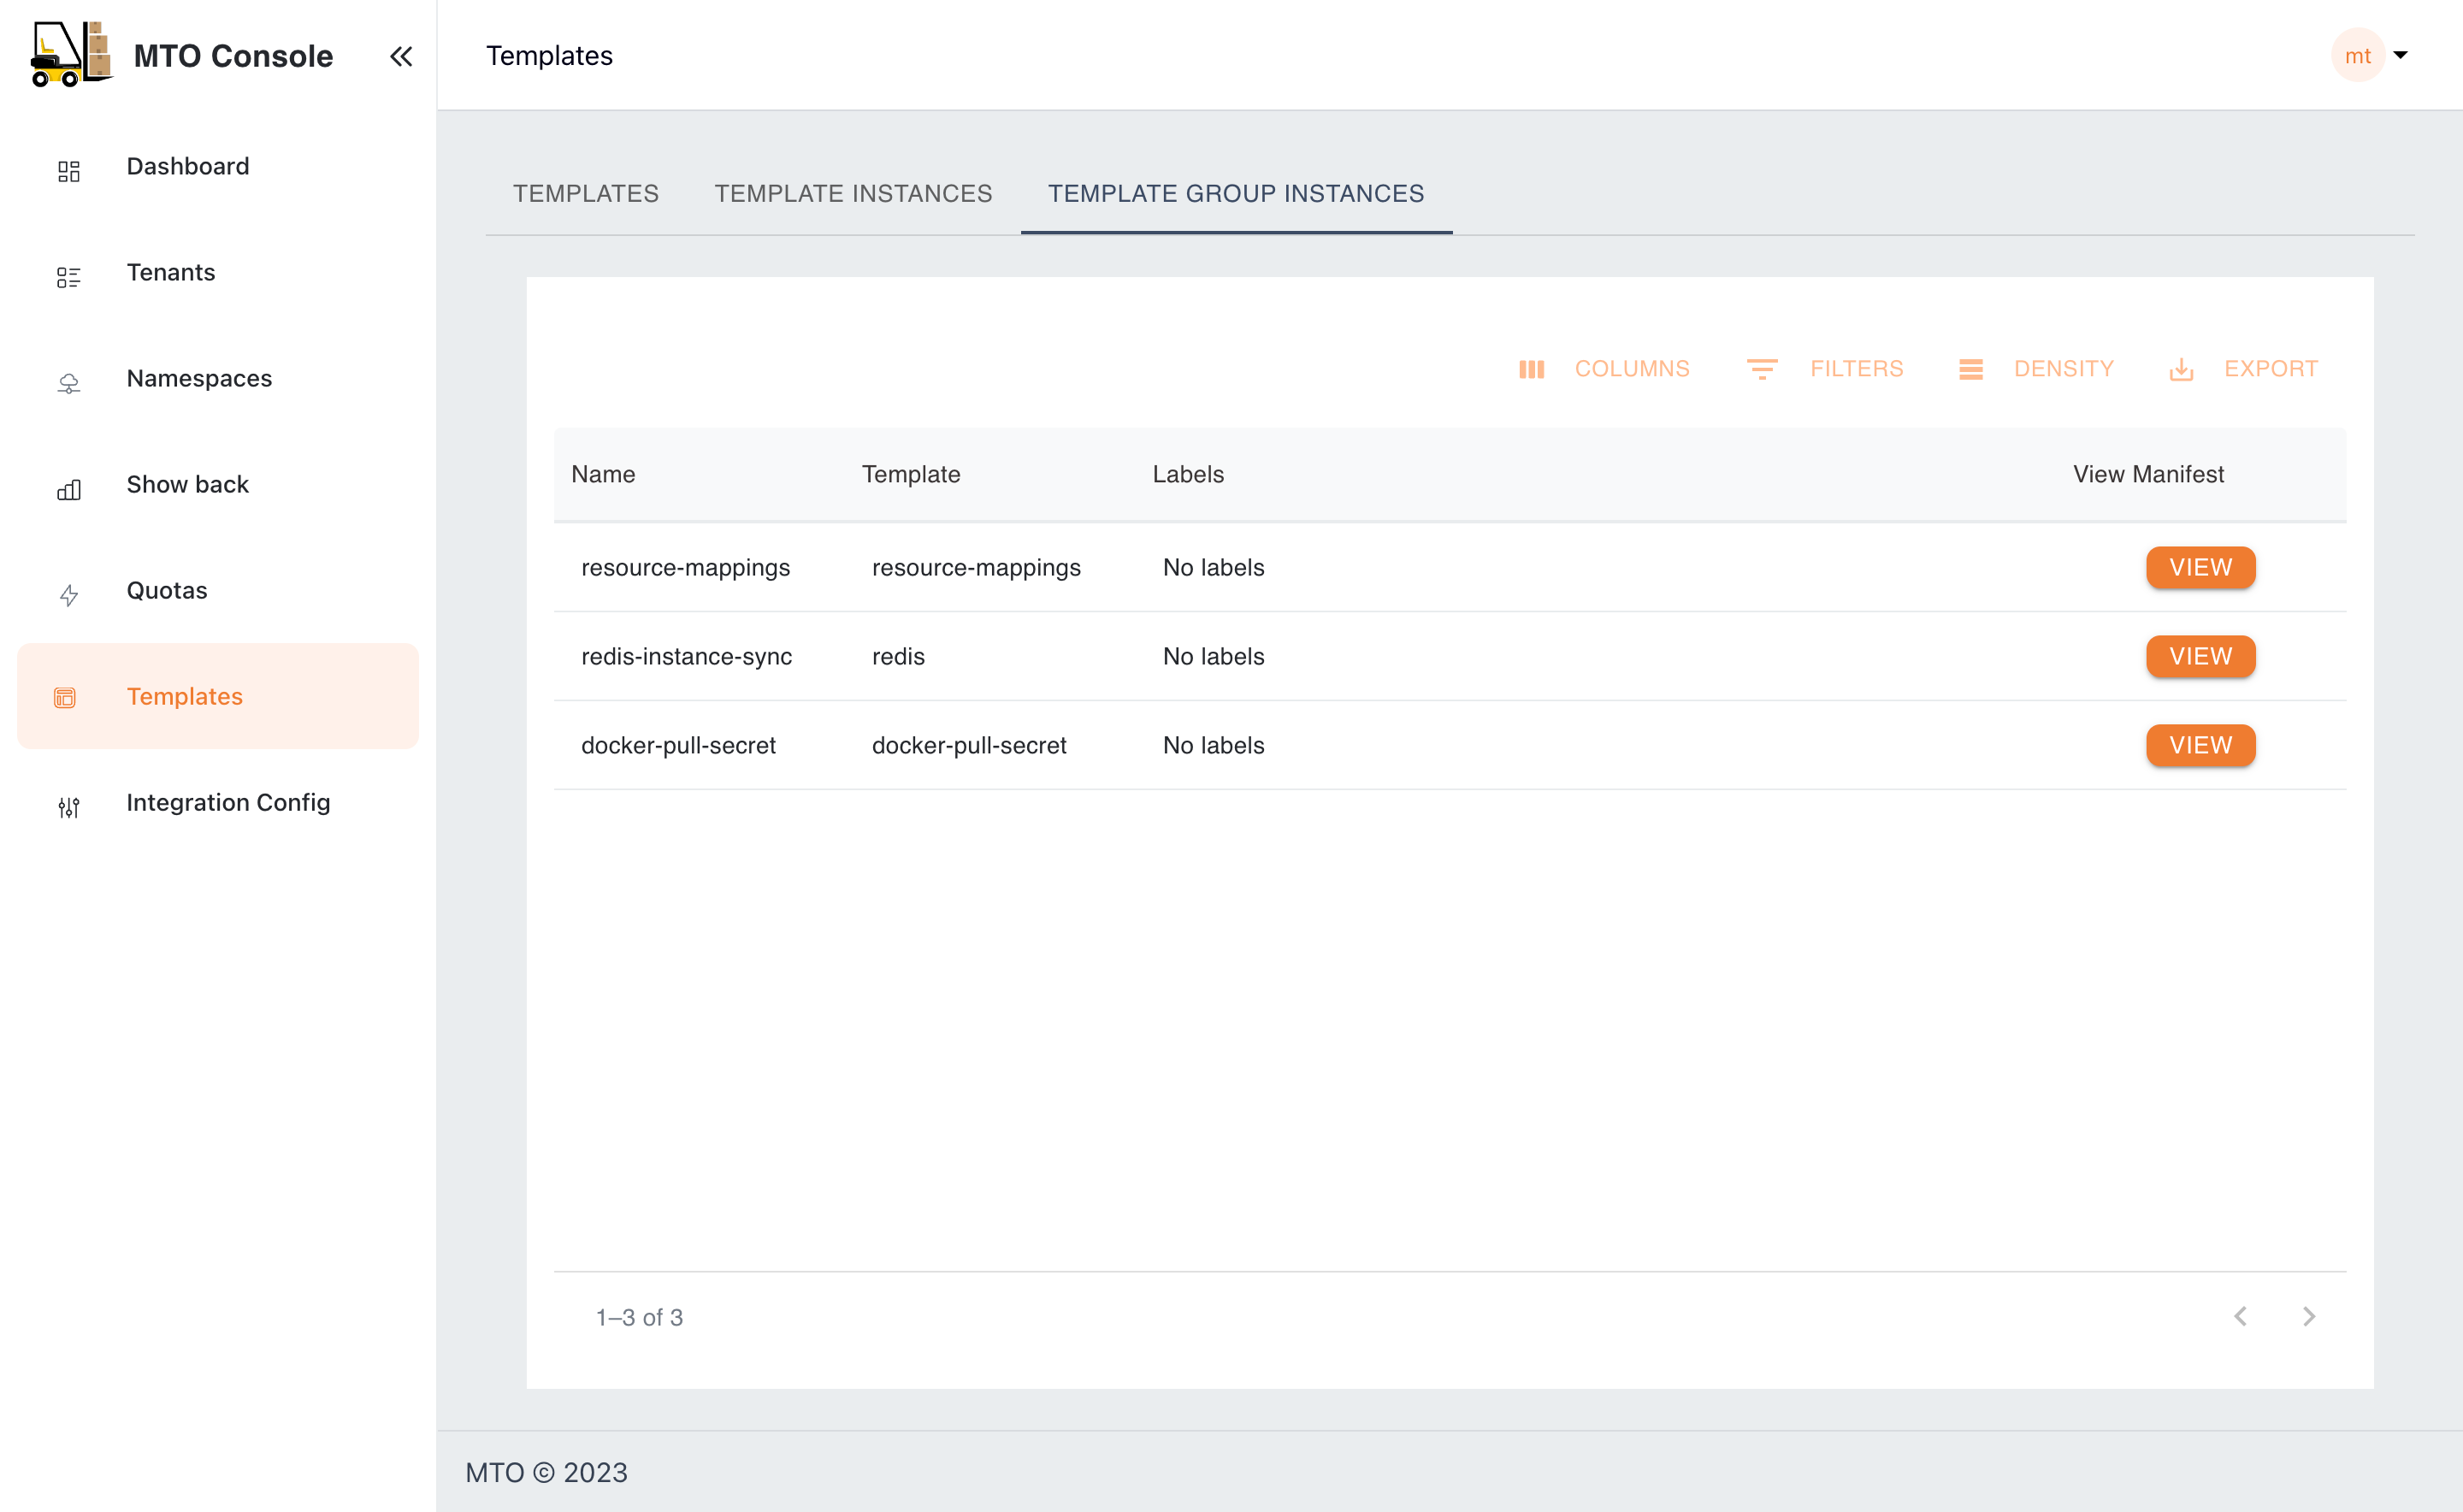 MTO Console
Templates
mt
Dashboard
Tenants
Namespaces
Show back
Quotas
Templates
Integration Config
TEMPLATES TEMPLATE INSTANCES TEMPLATE GROUP INSTANCES
COLUMNS FILTERS DENSITY EXPORT
Name Template Labels View Manifest
resource-mappings resource-mappings No labels VIEW
redis-instance-sync redis No labels VIEW
docker-pull-secret docker-pull-secret No labels VIEW
1–3 of 3
MTO © 2023